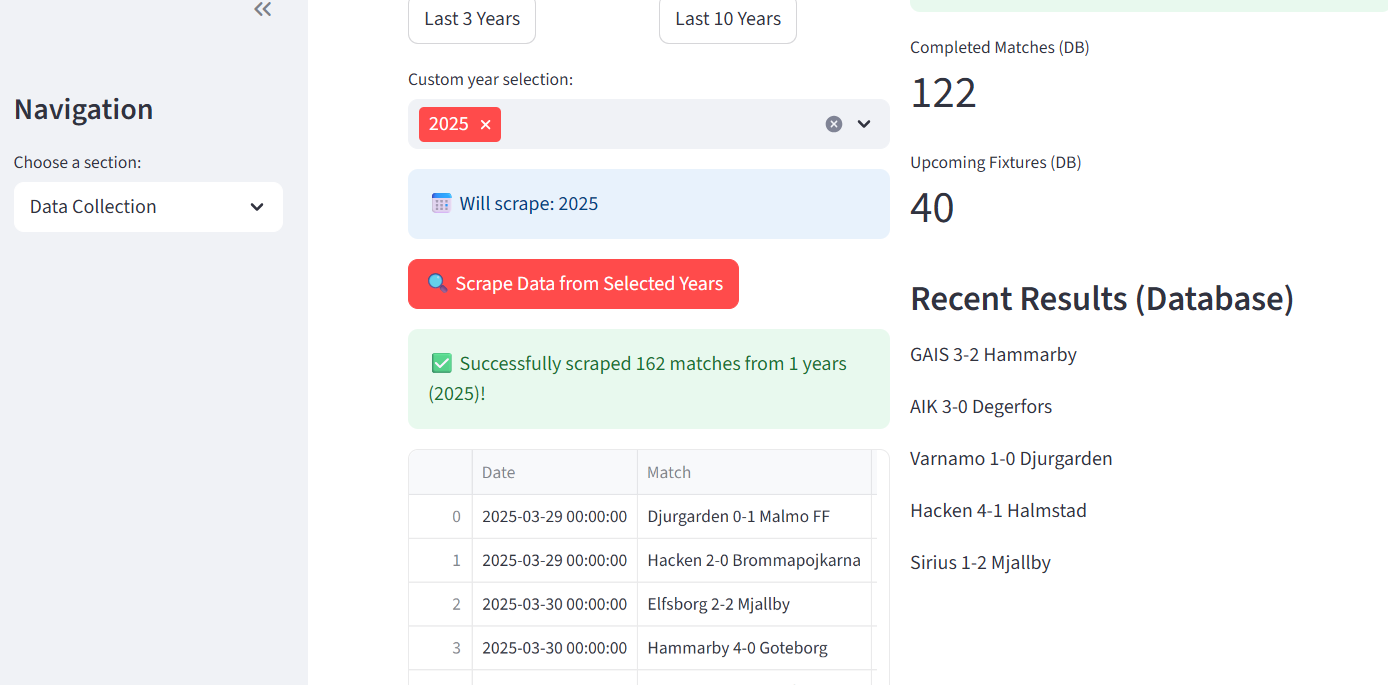 Navigation
Choose a section:
Data Collection
Last 3 Years
Last 10 Years
Custom year selection:
2025
Will scrape: 2025
Scrape Data from Selected Years
Successfully scraped 162 matches from 1 years
(2025)!
Date Match
0 2025-03-29 00:00:00 Djurgarden 0-1 Malmo FF
1 2025-03-29 00:00:00 Hacken 2-0 Brommapojkarna
2 2025-03-30 00:00:00 Elfsborg 2-2 Mjallby
3 2025-03-30 00:00:00 Hammarby 4-0 Goteborg
Completed Matches (DB)
122
Upcoming Fixtures (DB)
40
Recent Results (Database)
GAIS 3-2 Hammarby
AIK 3-0 Degerfors
Varnamo 1-0 Djurgarden
Hacken 4-1 Halmstad
Sirius 1-2 Mjallby